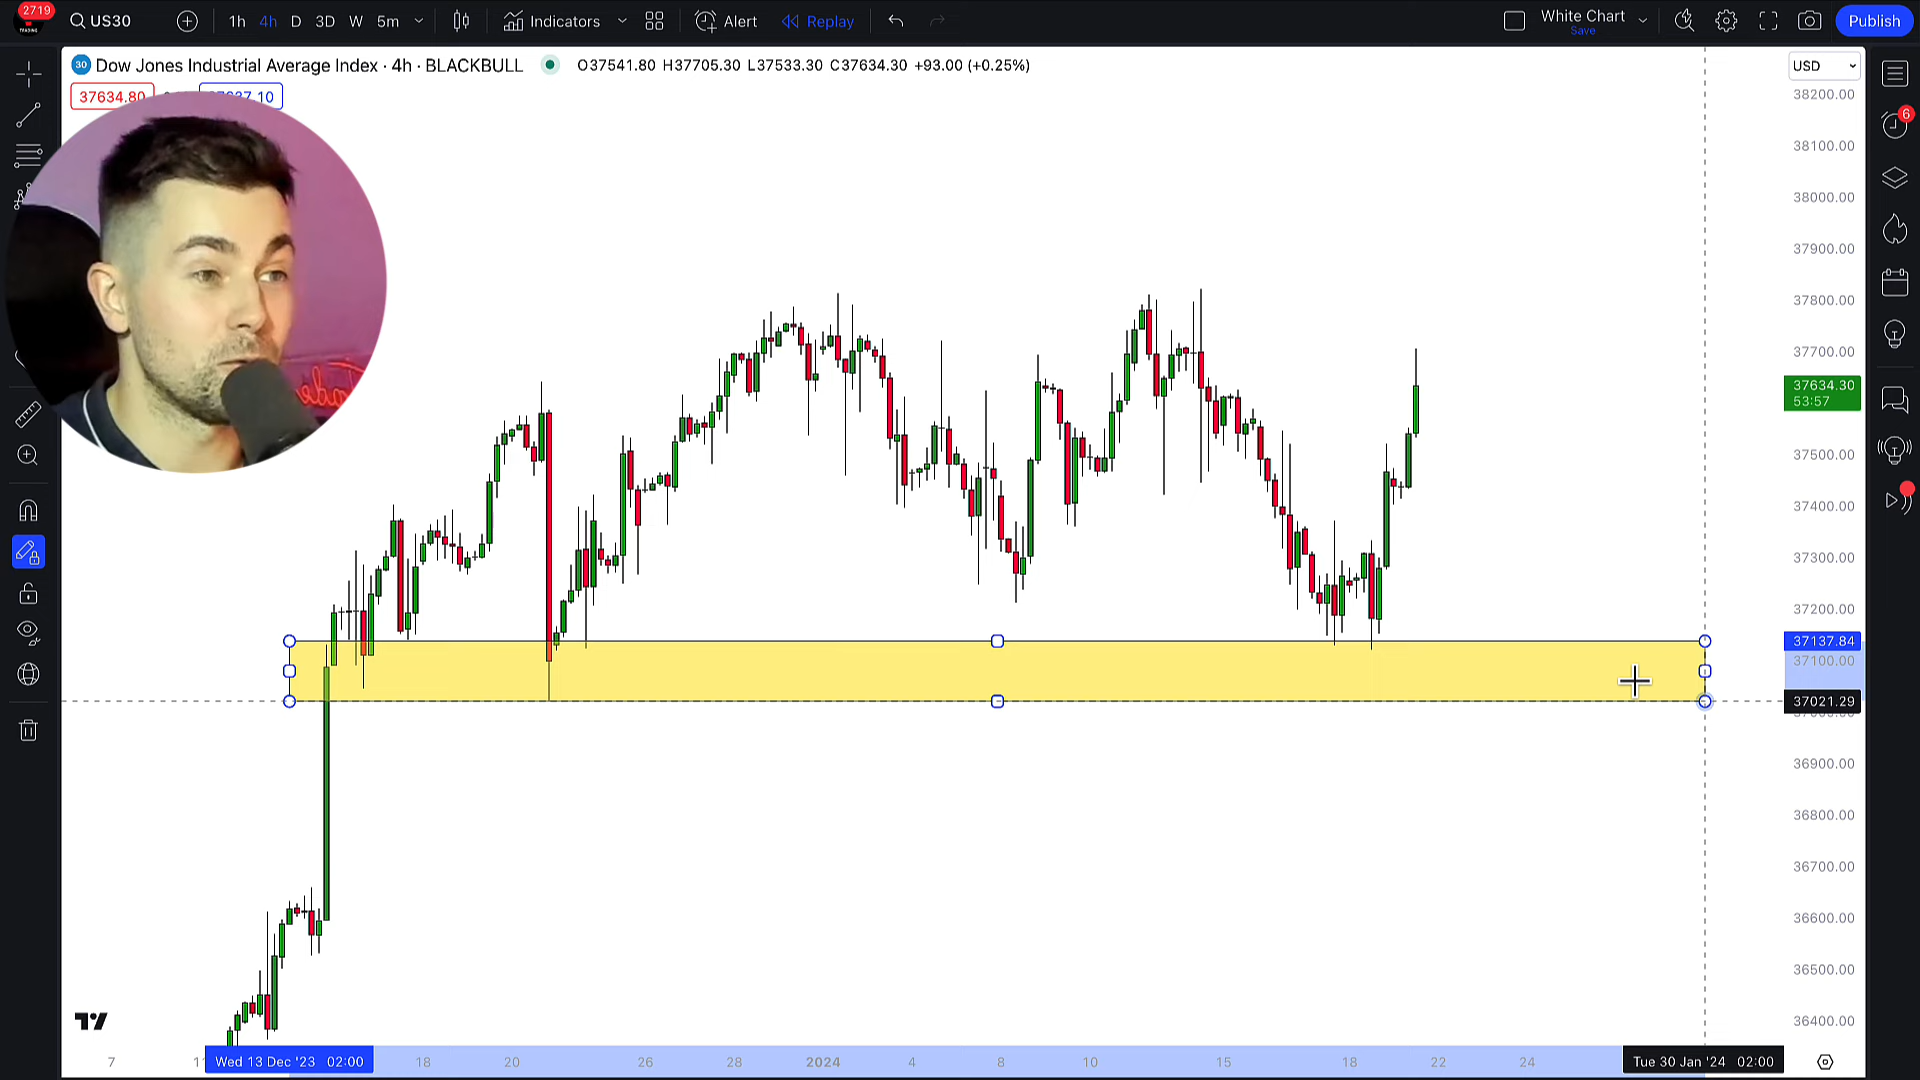 2719
US30
1h 4h D 3D W 5m
Indicators
Alert
Replay
White Chart
Save
Publish
30 Dow Jones Industrial Average Index · 4h · BLACKBULL O37541.80 H37705.30 L37533.30 C37634.30 +93.00 (+0.25%)
USD
37634.80
38200.00
38100.00
38000.00
37900.00
37800.00
37700.00
37634.30
53:57
37500.00
37400.00
37300.00
37200.00
37137.84
37100.00
37021.29
36900.00
36800.00
36700.00
36600.00
36500.00
36400.00
6
7 Wed 13 Dec '23 02:00 18 20 26 28 2024 4 8 10 15 18 22 24 Tue 30 Jan '24 02:00